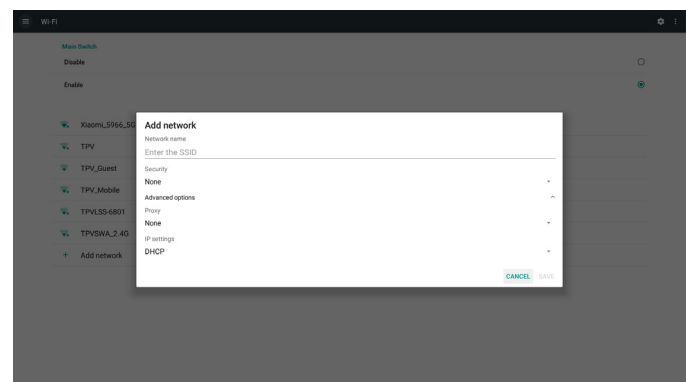 Wi-Fi
Main Switch
Disable
Enable
Xiaomi_5966_5G
TPV
TPV_Guest
TPV_Mobile
TPVLSS-6801
TPVSWA_2.4G
+ Add network
Add network
Network name
Enter the SSID
Security
None
Advanced options
Proxy
None
IP settings
DHCP
CANCEL SAVE